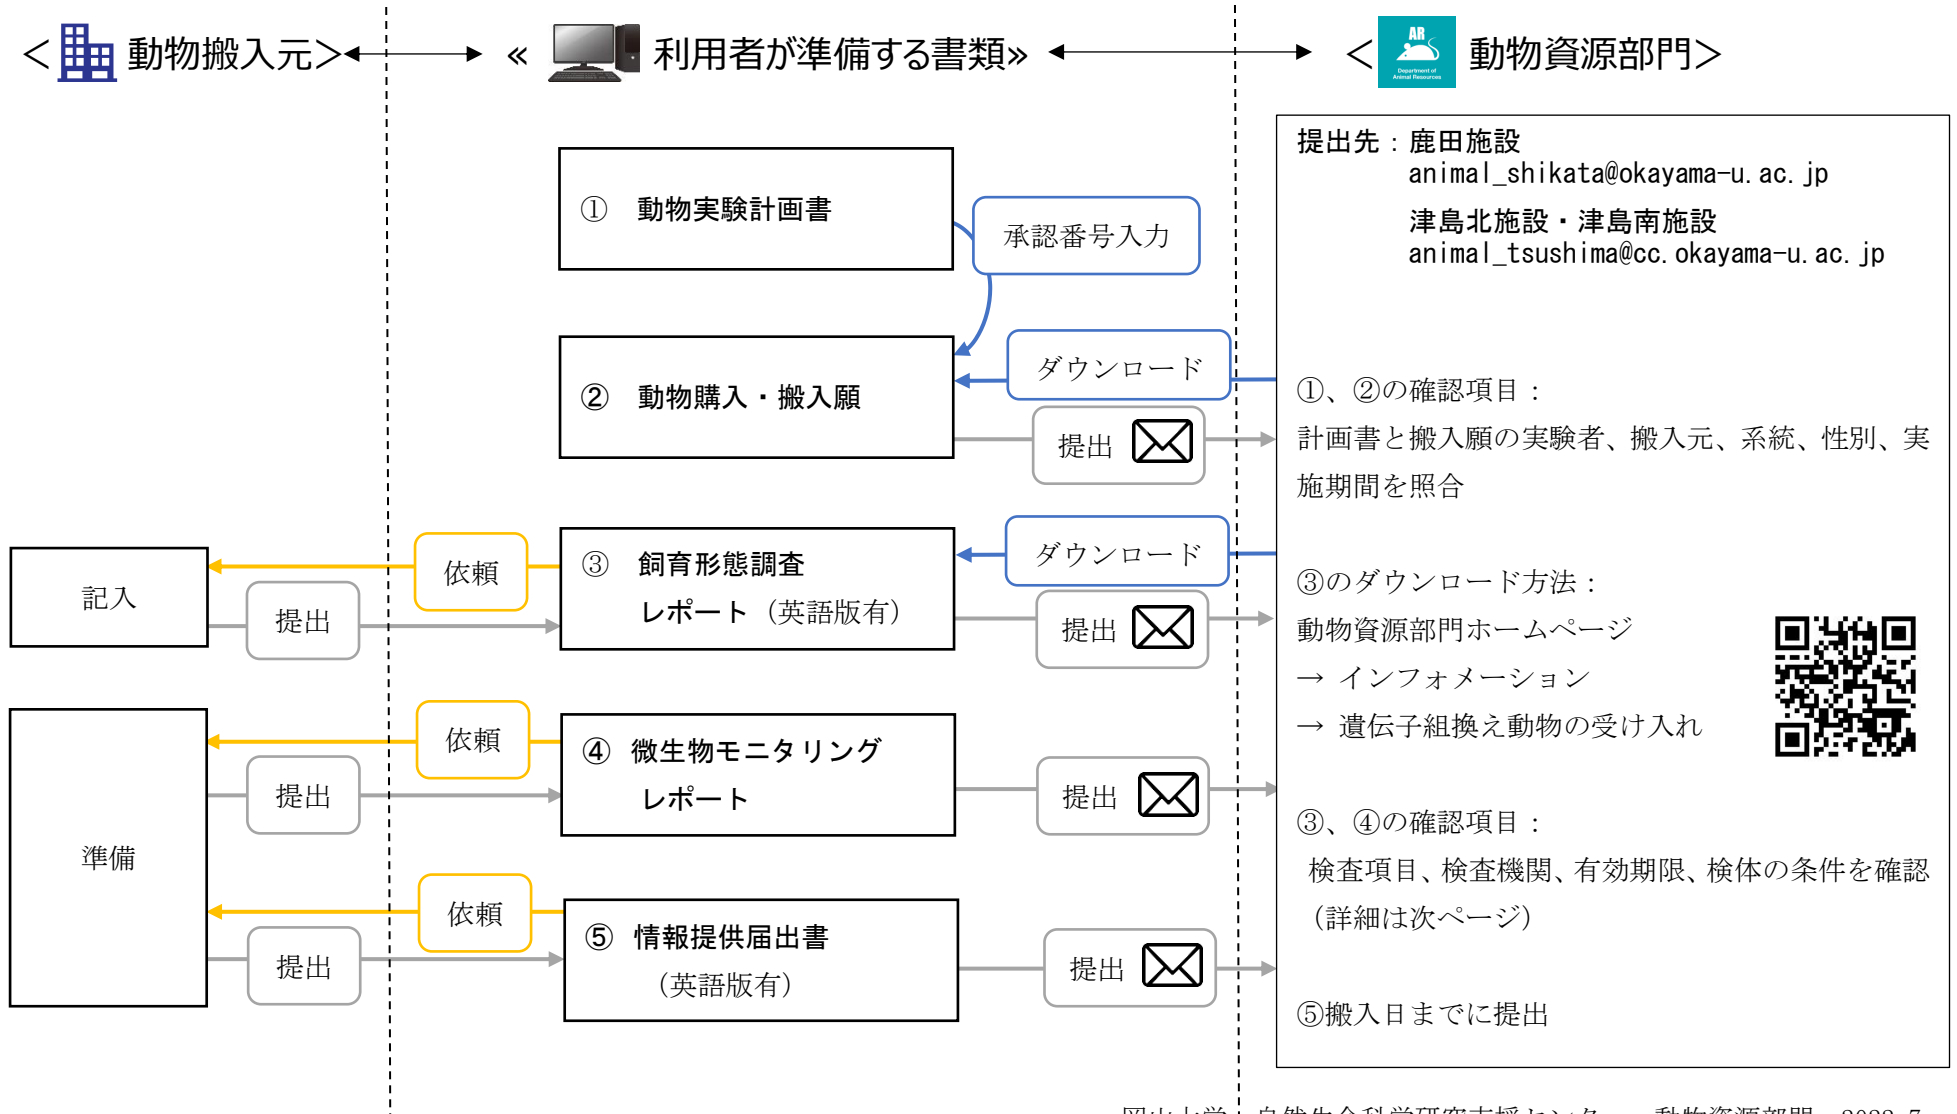 ＜動物搬入元＞
≪利用者が準備する書類≫
＜動物資源部門＞
AR
Department of
Animal Resources
① 動物実験計画書
承認番号入力
② 動物購入・搬入願
ダウンロード
提出
記入
依頼
提出
③ 飼育形態調査
レポート（英語版有）
ダウンロード
提出
準備
依頼
提出
④ 微生物モニタリング
レポート
提出
依頼
提出
⑤ 情報提供届出書
（英語版有）
提出
提出先：鹿田施設
animal_shikata@okayama-u.ac.jp
津島北施設・津島南施設
animal_tsushima@cc.okayama-u.ac.jp
①、②の確認項目：
計画書と搬入願の実験者、搬入元、系統、性別、実
施期間を照合
③のダウンロード方法：
動物資源部門ホームページ
→ インフォメーション
→ 遺伝子組換え動物の受け入れ
③、④の確認項目：
検査項目、検査機関、有効期限、検体の条件を確認
（詳細は次ページ）
⑤搬入日までに提出